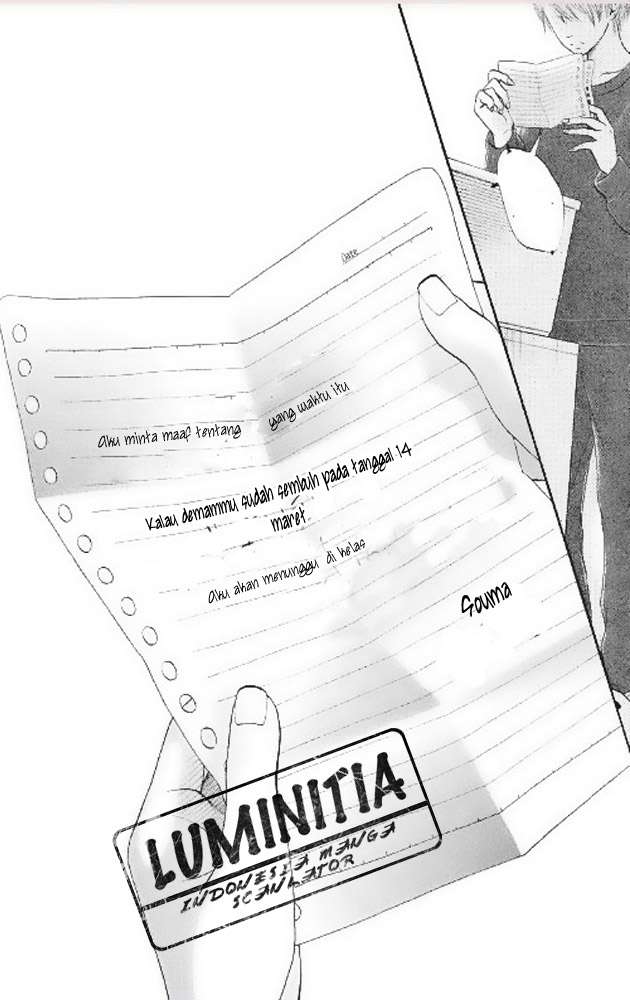 Date
Aku minta maaf tentang yang waktu itu
Kalau demammu sudah sembuh pada tanggal 14
maret
Aku akan menunggu di kelas
Souma
LUMINITIA
INDONESIA MANGA
SCANLATOR